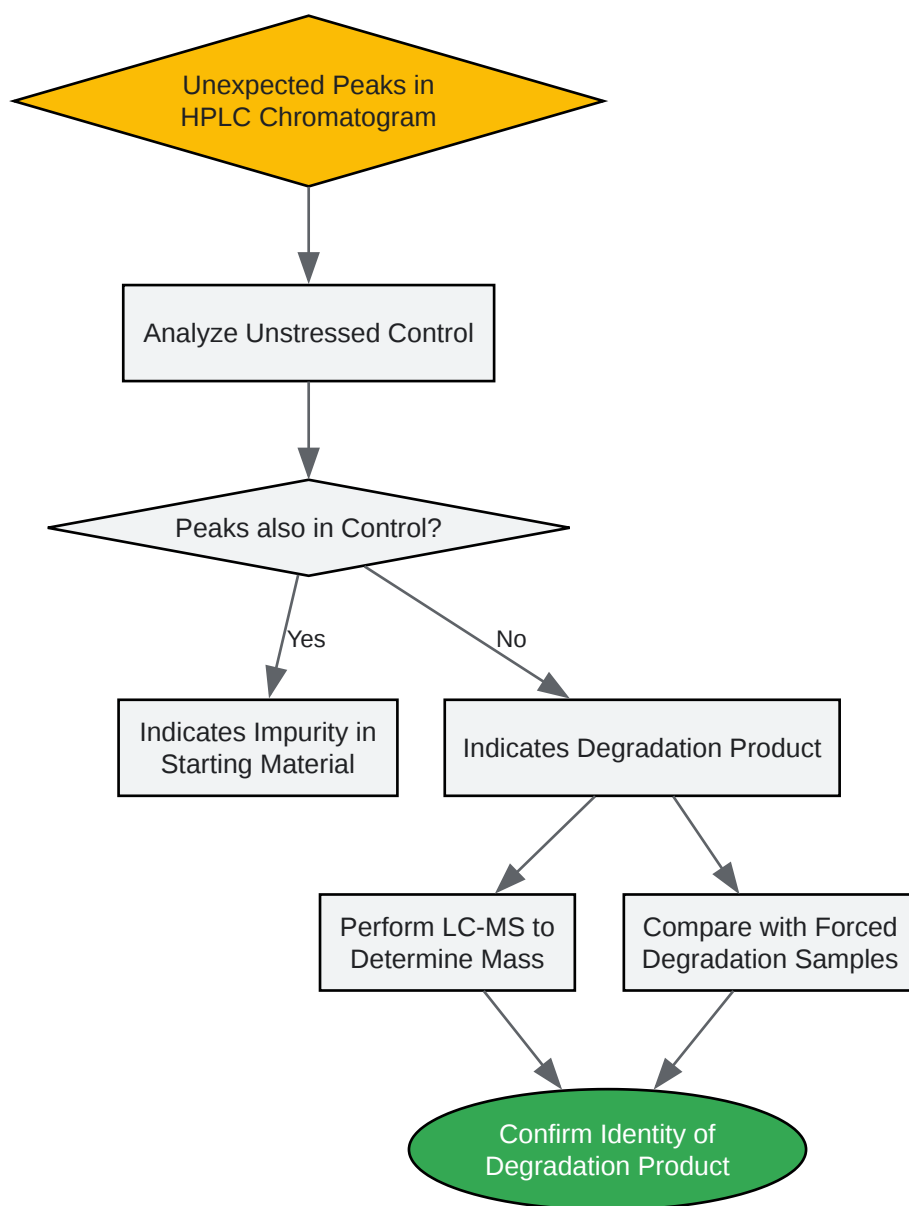 Unexpected Peaks in
HPLC Chromatogram
Analyze Unstressed Control
Peaks also in Control?
Yes
No
Indicates Impurity in
Starting Material
Indicates Degradation Product
Perform LC-MS to
Determine Mass
Compare with Forced
Degradation Samples
Confirm Identity of
Degradation Product